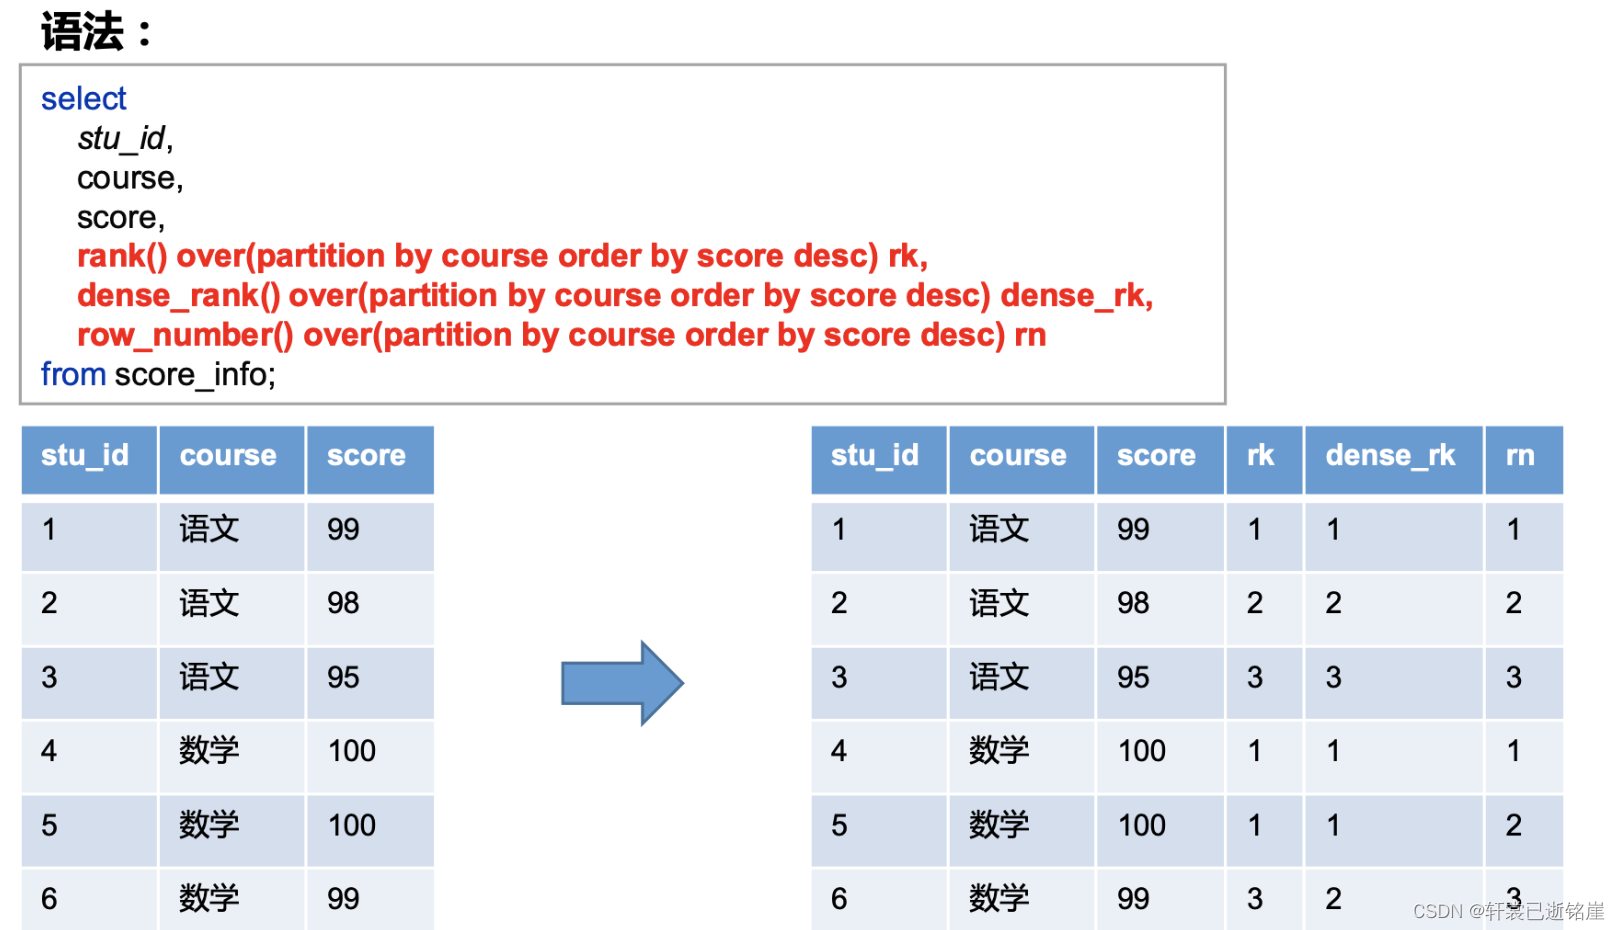 语法：
select
stu_id,
course,
score,
rank() over(partition by course order by score desc) rk,
dense_rank() over(partition by course order by score desc) dense_rk,
row_number() over(partition by course order by score desc) rn
from score_info;
stu_id course score
1 语文 99
2 语文 98
3 语文 95
4 数学 100
5 数学 100
6 数学 99
stu_id course score rk dense_rk rn
1 语文 99 1 1 1
2 语文 98 2 2 2
3 语文 95 3 3 3
4 数学 100 1 1 1
5 数学 100 1 1 2
6 数学 99 3 2 3
CSDN @轩裳已逝铭崖